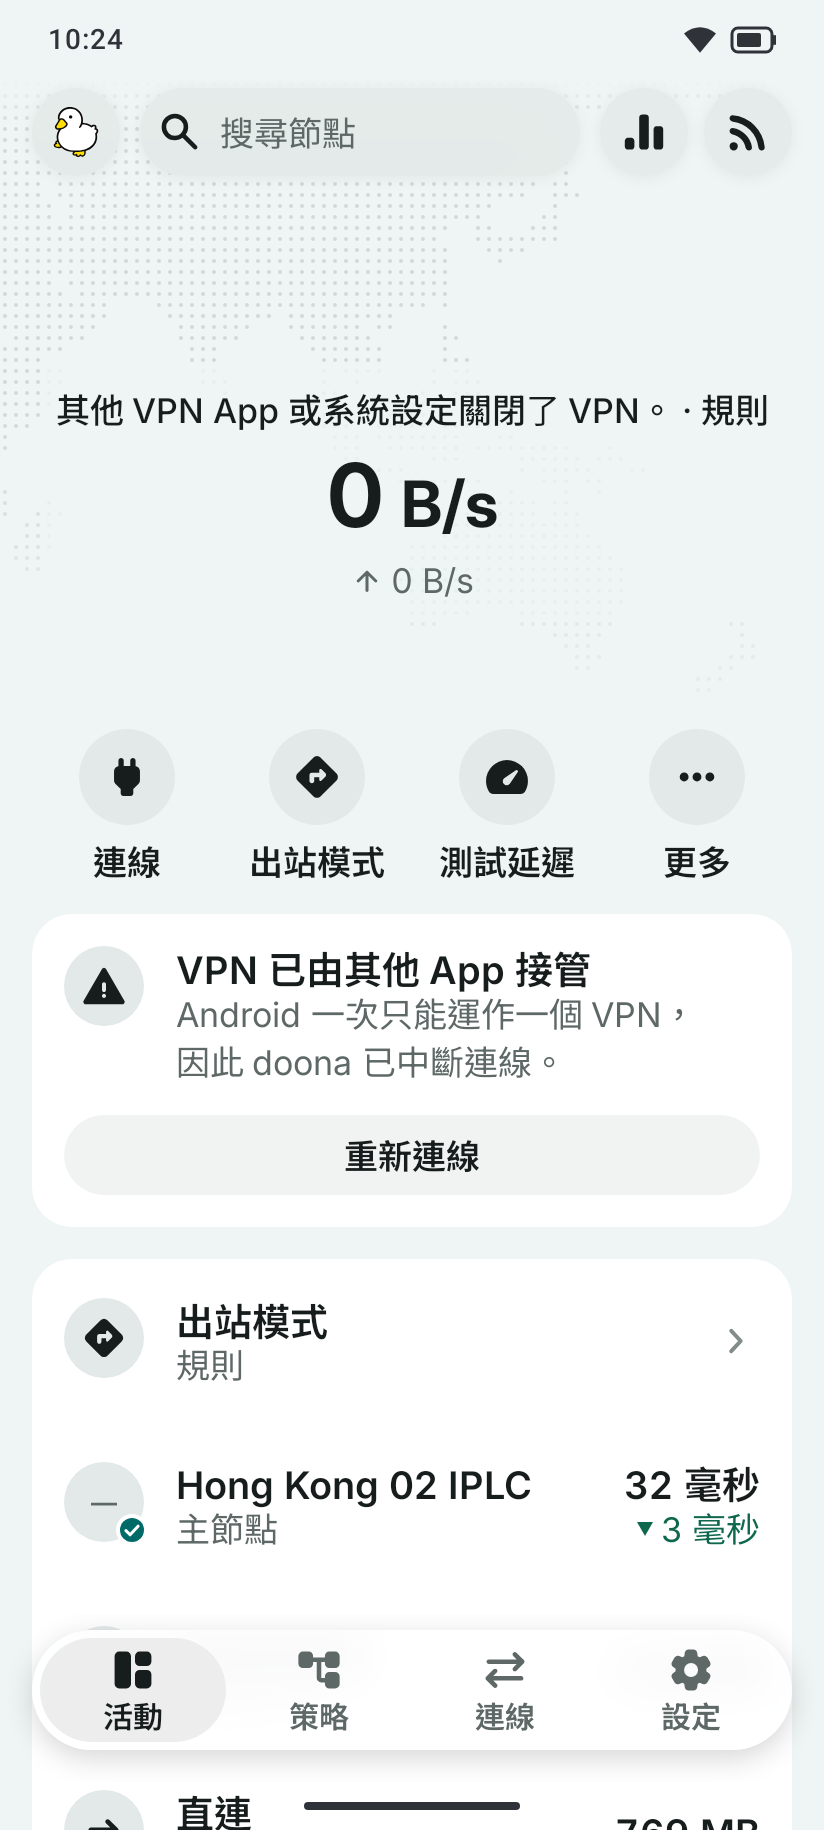 10:24
搜尋節點
其他 VPN App 或系統設定關閉了 VPN。 · 規則
0 B/s
↑ 0 B/s
連線
出站模式
測試延遲
更多
VPN 已由其他 App 接管
Android 一次只能運作一個 VPN，
因此 doona 已中斷連線。
重新連線
出站模式
規則
Hong Kong 02 IPLC
32 毫秒
主節點
▼3 毫秒
活動
策略
連線
設定
直連
769 MB